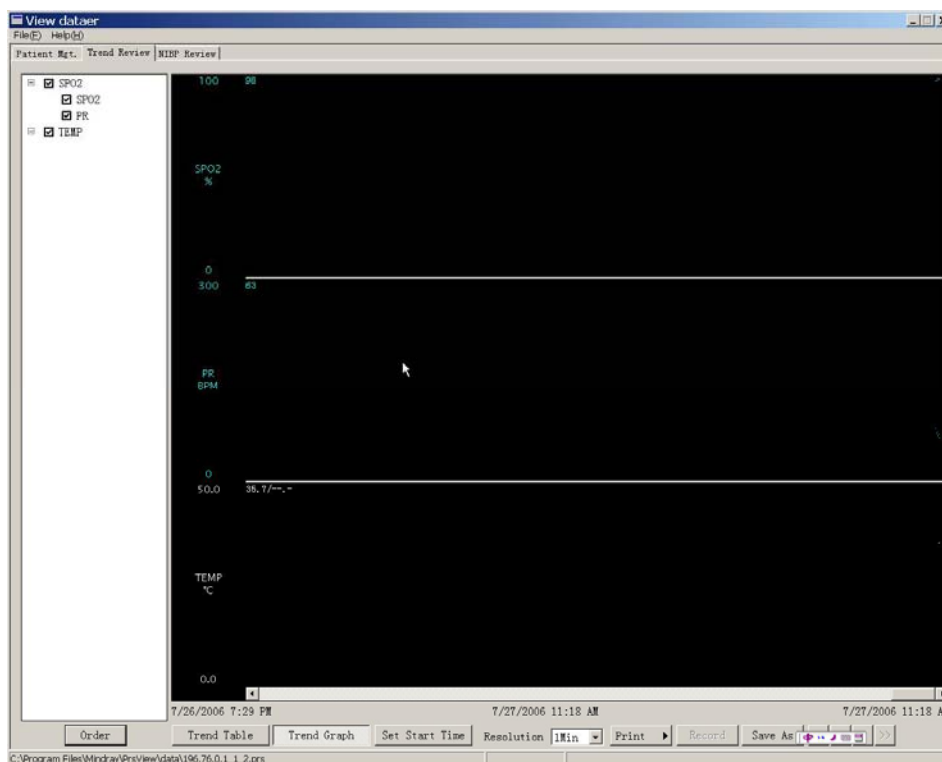 View dataer
File(F) Help(H)
Patient Mgt. Trend Review NIBP Review
SPO2
SPO2
PR
TEMP
100 98
SPO2
%
0
300 63
PR
BPM
0
50.0 36.7/--.-
TEMP
°C
0.0
7/26/2006 7:29 PM 7/27/2006 11:18 AM 7/27/2006 11:18
Order Trend Table Trend Graph Set Start Time Resolution 1Min Print Record Save As 中 >>
C:\Program Files\Mindray\PrsView\data\196.76.0.1_1_2.prs